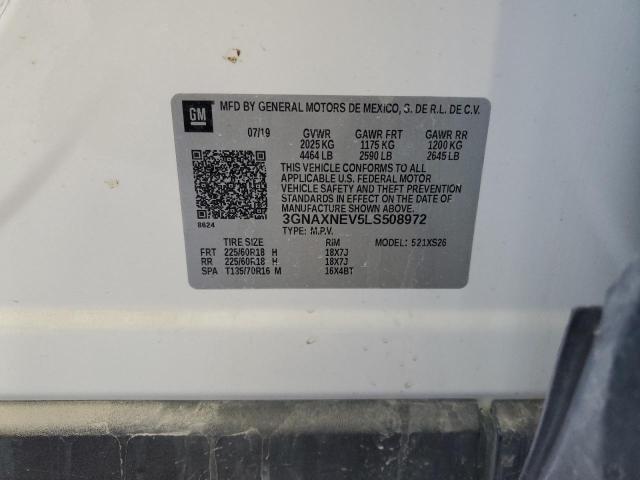 GM
MFD BY GENERAL MOTORS DE MEXICO, S. DE R.L. DE C.V.
07/19 GVWR GAWR FRT GAWR RR
2025 KG 1175 KG 1200 KG
4464 LB 2590 LB 2645 LB
THIS VEHICLE CONFORMS TO ALL
APPLICABLE U.S. FEDERAL MOTOR
VEHICLE SAFETY AND THEFT PREVENTION
STANDARDS IN EFFECT ON THE DATE OF
MANUFACTURE SHOWN ABOVE.
3GNAXNEV5LS508972
8624
TYPE: M.P.V.
TIRE SIZE RIM MODEL: 521XS26
FRT 225/60R18 H 18X7J
RR 225/60R18 H 18X7J
SPA T135/70R16 M 16X4BT